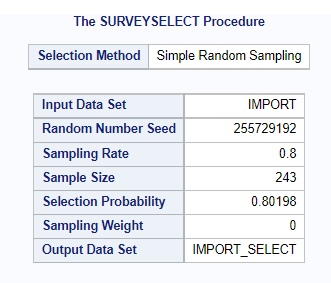 The SURVEYSELECT Procedure
Selection Method Simple Random Sampling
Input Data Set IMPORT
Random Number Seed 255729192
Sampling Rate 0.8
Sample Size 243
Selection Probability 0.80198
Sampling Weight 0
Output Data Set IMPORT_SELECT